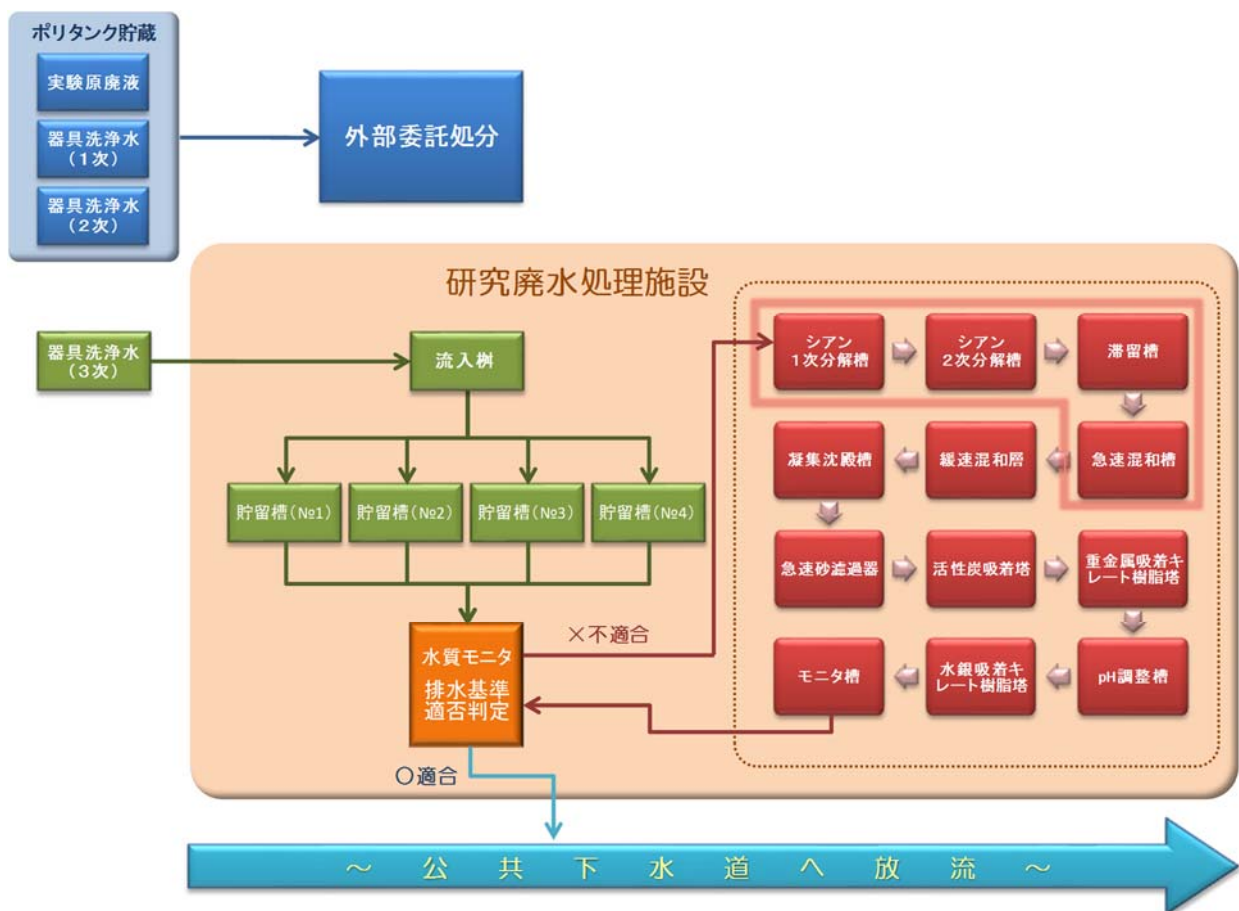 ポリタンク貯蔵
実験原廃液
器具洗浄水
(1次)
器具洗浄水
(2次)
外部委託処分
研究廃水処理施設
器具洗浄水
(3次)
流入桝
貯留槽(№1)
貯留槽(№2)
貯留槽(№3)
貯留槽(№4)
水質モニタ
排水基準
適否判定
×不適合
〇適合
シアン
1次分解槽
シアン
2次分解槽
滞留槽
急速混和槽
緩速混和層
凝集沈殿槽
急速砂濾過器
活性炭吸着塔
重金属吸着キ
レート樹脂塔
pH調整槽
水銀吸着キ
レート樹脂塔
モニタ槽
～公共下水道へ放流～